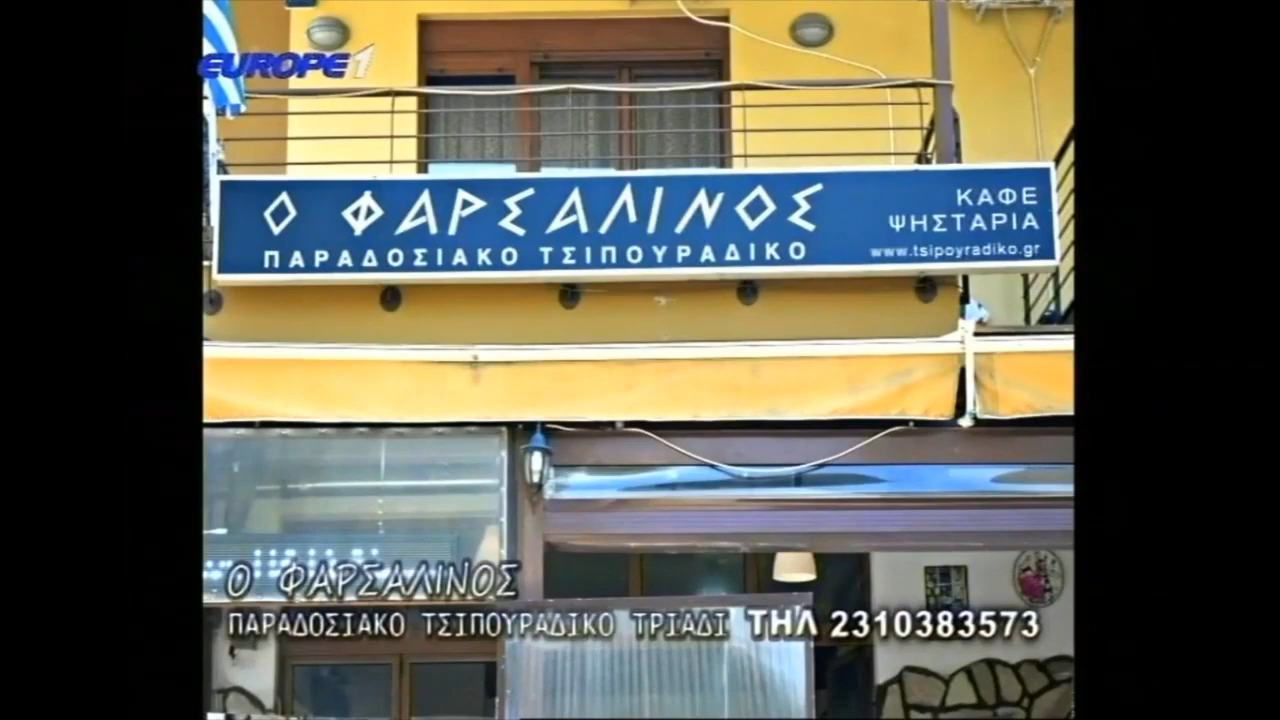 EUROPE 1
Ο ΦΑΡΣΑΛΙΝΟΣ
ΠΑΡΑΔΟΣΙΑΚΟ ΤΣΙΠΟΥΡΑΔΙΚΟ
ΚΑΦΕ
ΨΗΣΤΑΡΙΑ
www.tsipoyradiko.gr
Ο ΦΑΡΣΑΛΙΝΟΣ
ΠΑΡΑΔΟΣΙΑΚΟ ΤΣΙΠΟΥΡΑΔΙΚΟ ΤΡΙΑΔΙ ΤΗΛ 2310383573